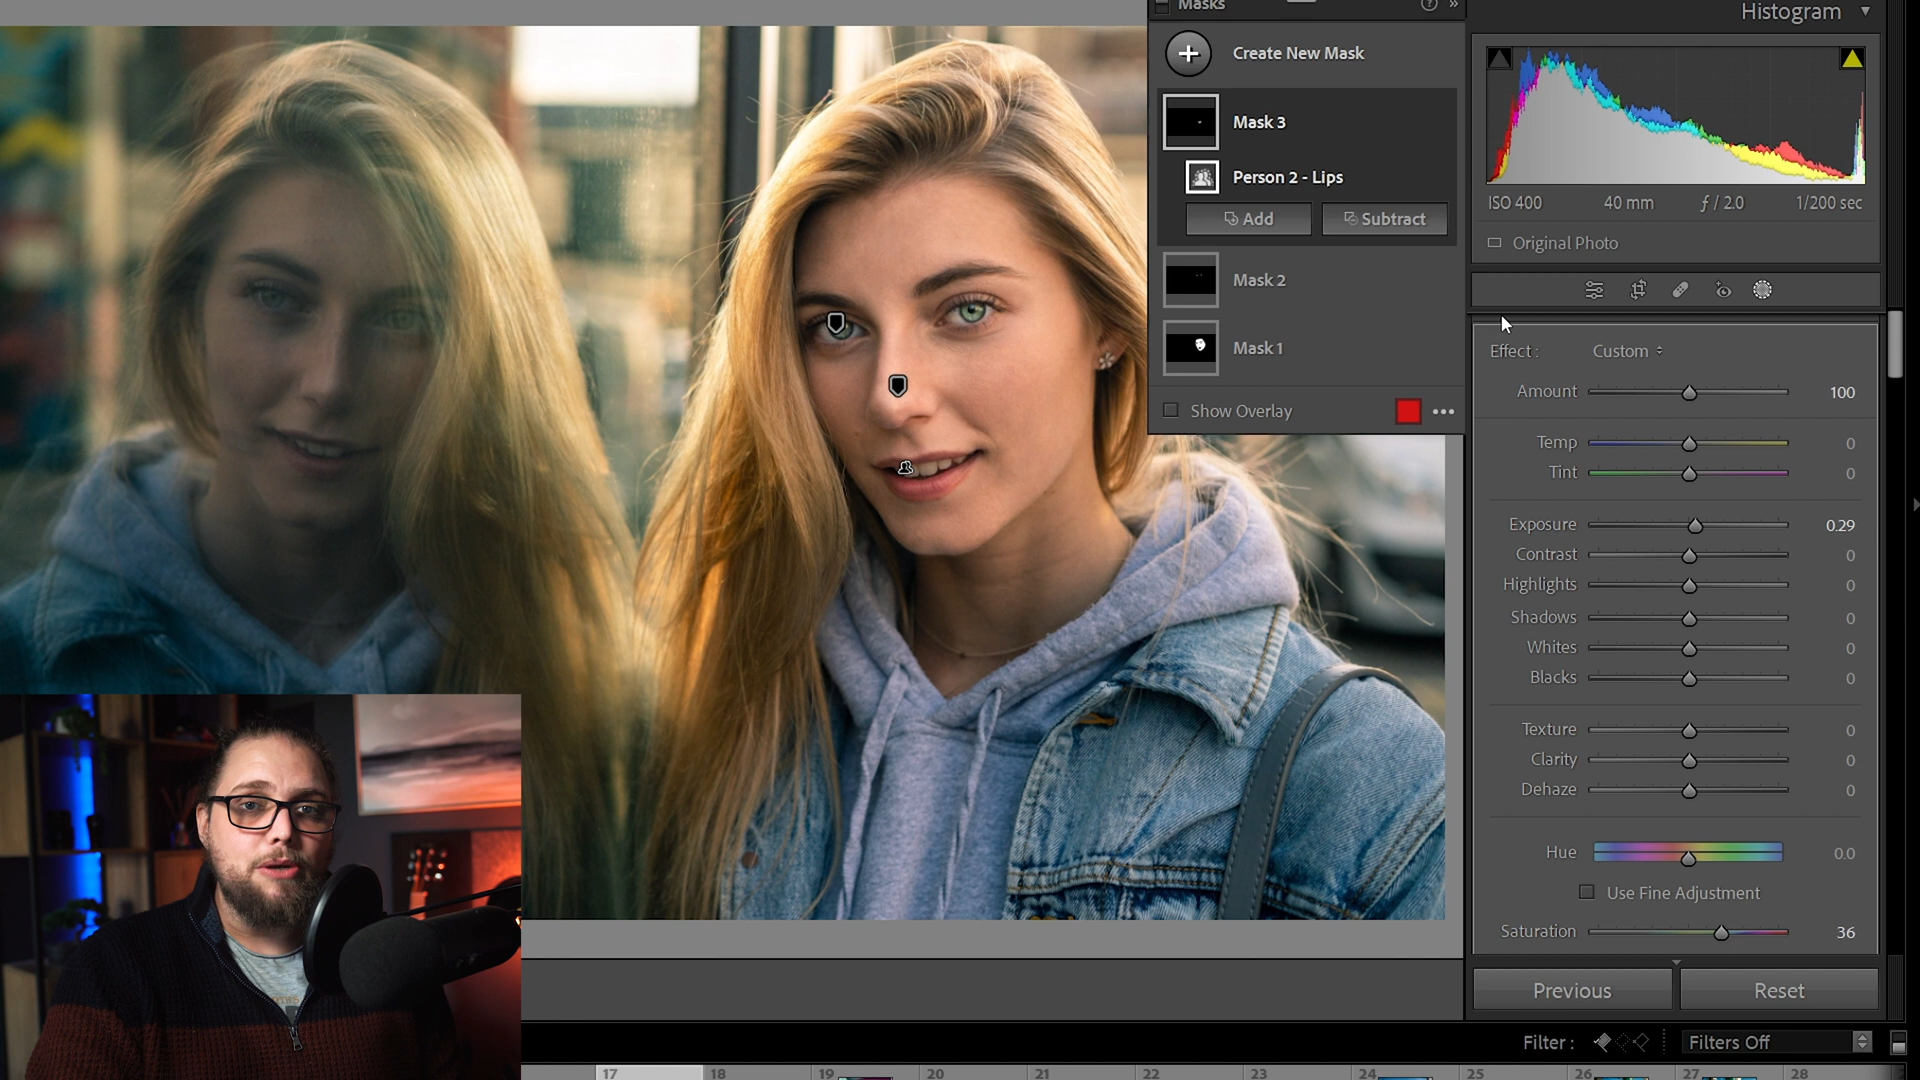 Masks
Create New Mask
Mask 3
Person 2 - Lips
Add
Subtract
Mask 2
Mask 1
Show Overlay
Histogram
ISO 400
40 mm
ƒ / 2.0
1/200 sec
Original Photo
Effect :
Custom
Amount
100
Temp
0
Tint
0
Exposure
0.29
Contrast
0
Highlights
0
Shadows
0
Whites
0
Blacks
0
Texture
0
Clarity
0
Dehaze
0
Hue
0.0
Use Fine Adjustment
Saturation
36
Previous
Reset
Filter :
Filters Off
17
18
19
20
21
22
23
24
25
26
27
28